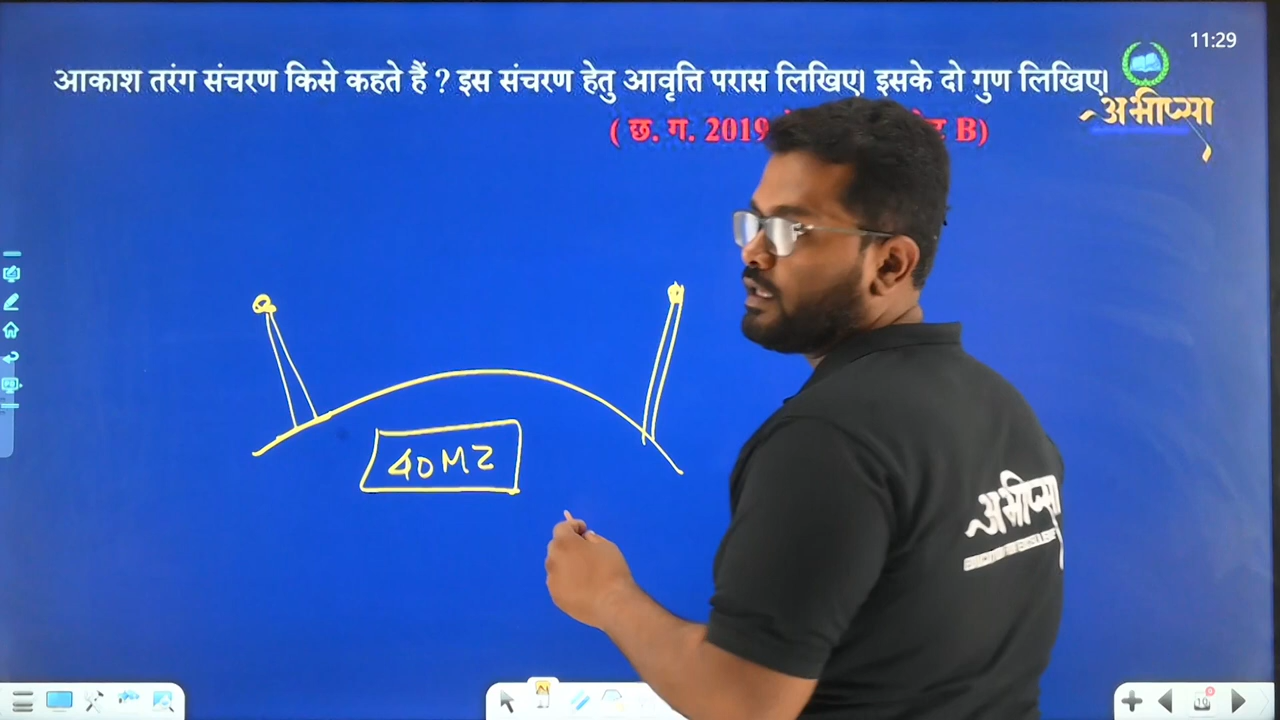 11:29
आकाश तरंग संचरण किसे कहते हैं ? इस संचरण हेतु आवृत्ति परास लिखिए। इसके दो गुण लिखिए।
अभीप्सा
( छ. ग. 2019 B)
40MZ
अभीप्सा